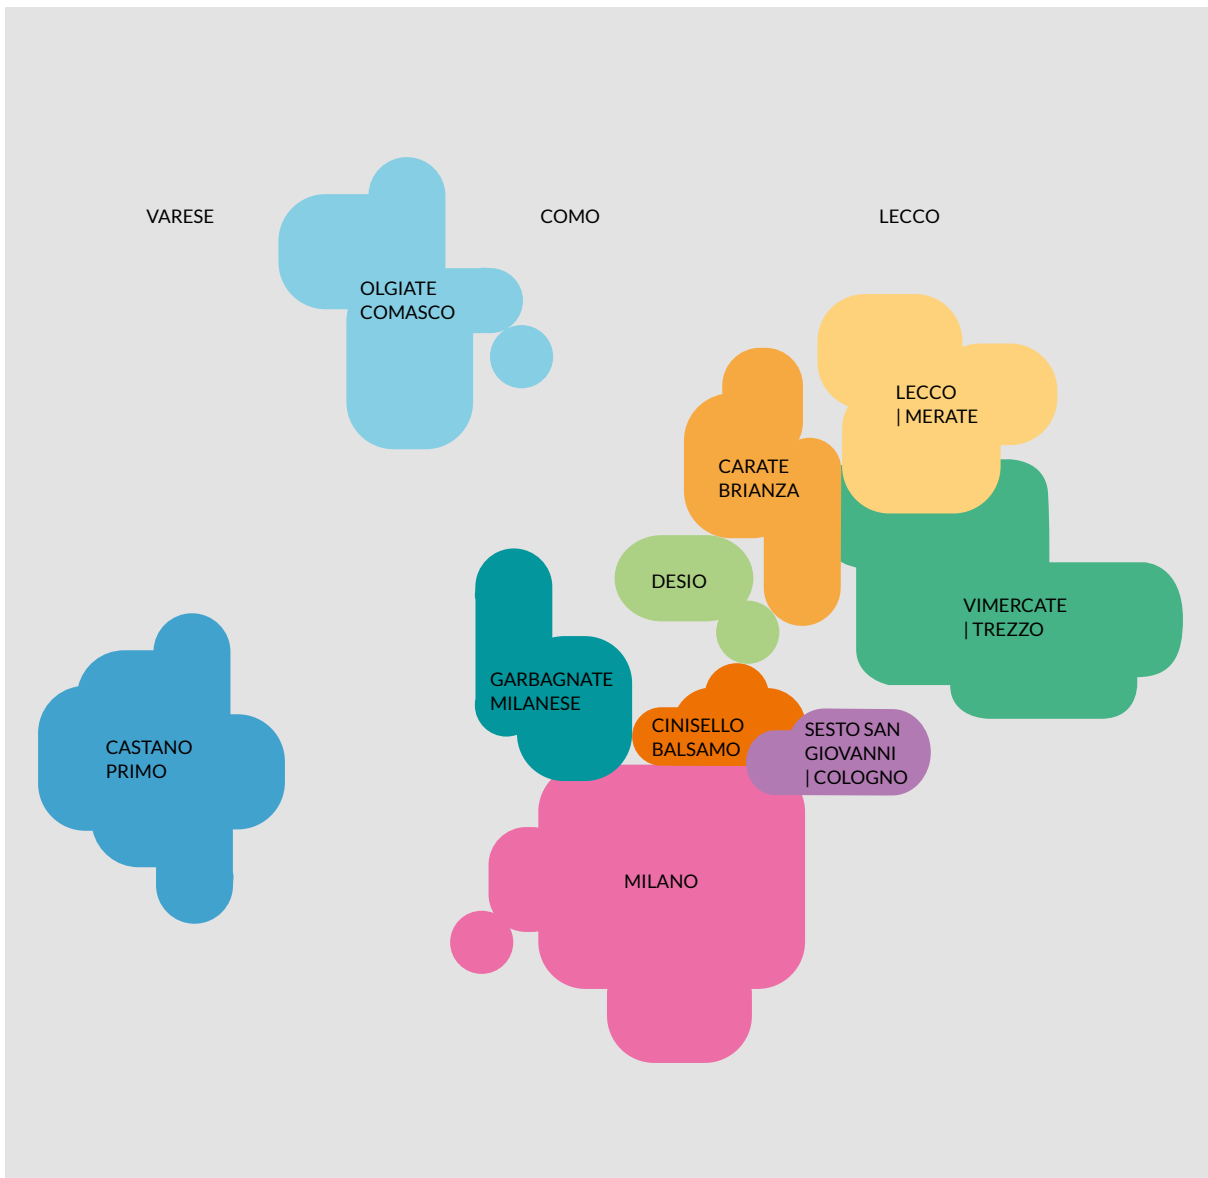 VARESE
COMO
LECCO
OLGIATE
COMASCO
LECCO
| MERATE
CARATE
BRIANZA
DESIO
VIMERCATE
| TREZZO
GARBAGNATE
MILANESE
CINISELLO
BALSAMO
SESTO SAN
GIOVANNI
| COLOGNO
CASTANO
PRIMO
MILANO